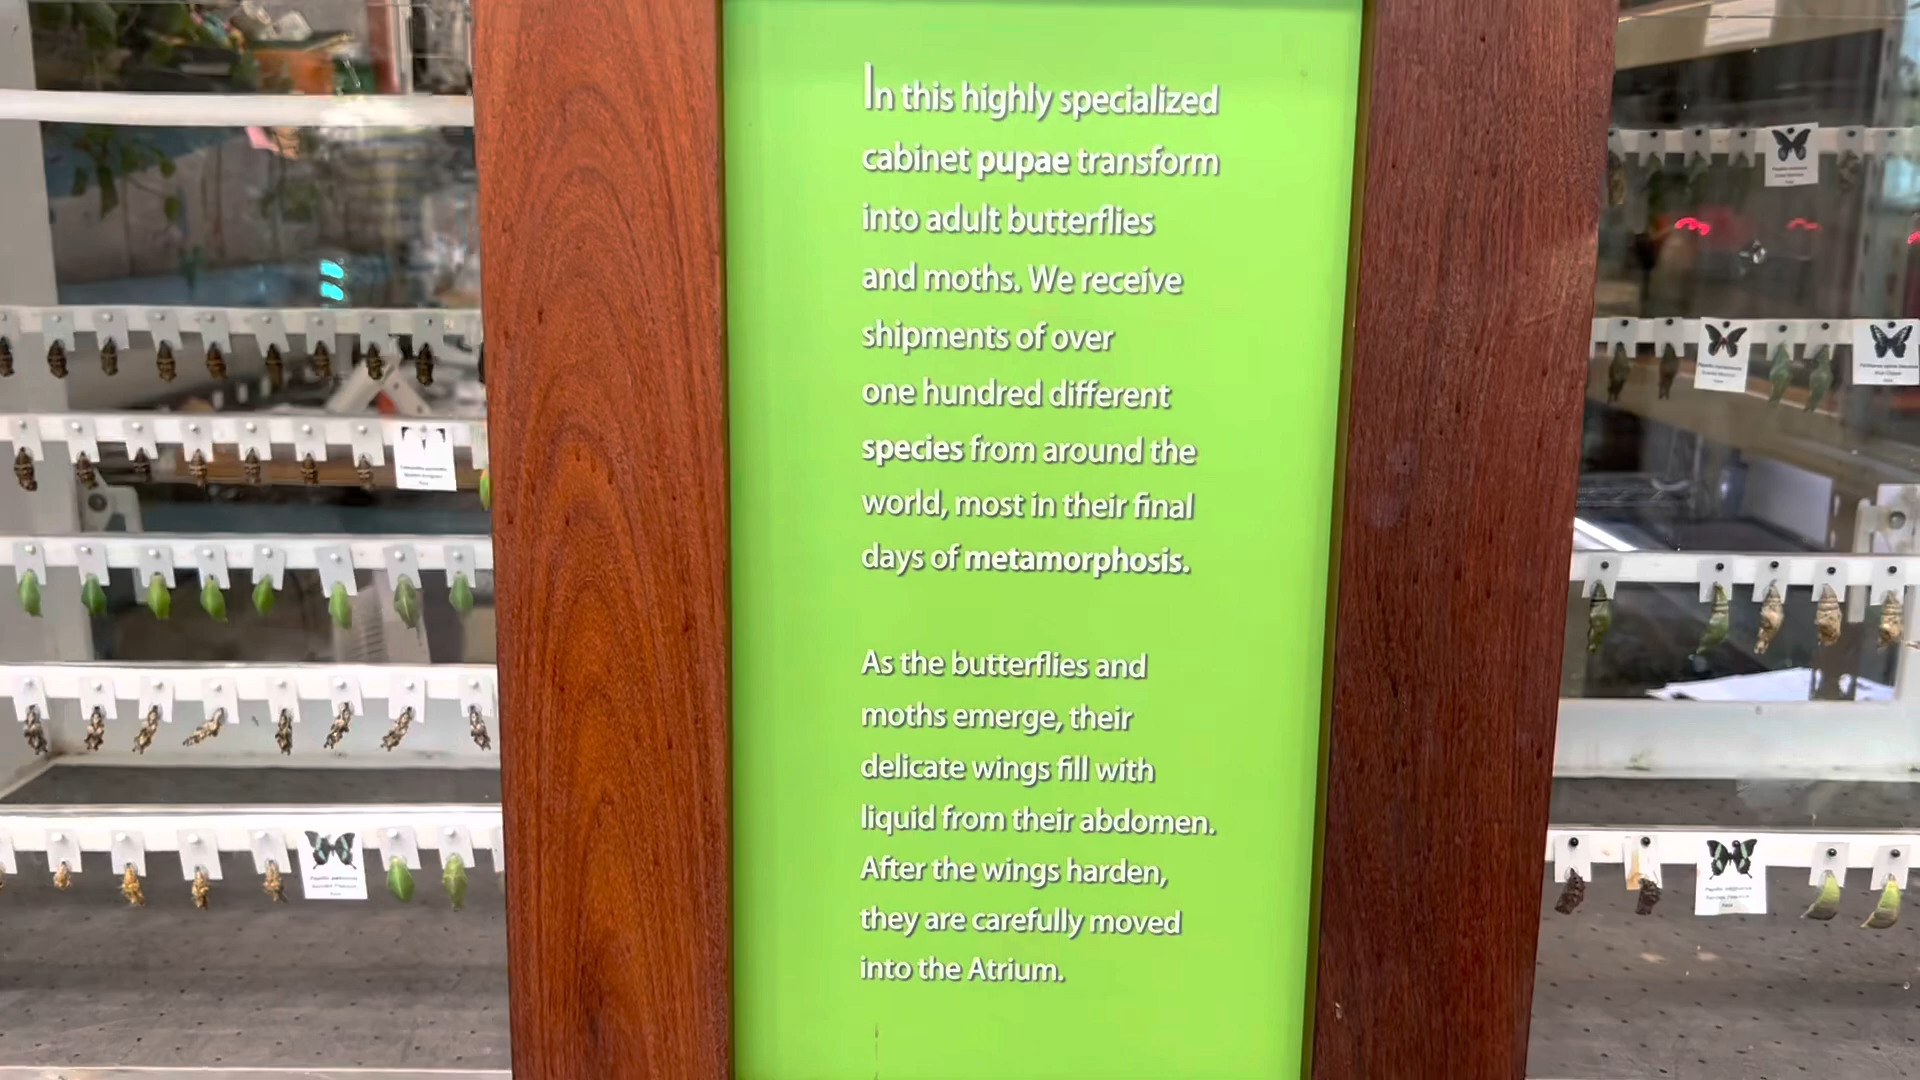 In this highly specialized
cabinet pupae transform
into adult butterflies
and moths. We receive
shipments of over
one hundred different
species from around the
world, most in their final
days of metamorphosis.
As the butterflies and
moths emerge, their
delicate wings fill with
liquid from their abdomen.
After the wings harden,
they are carefully moved
into the Atrium.